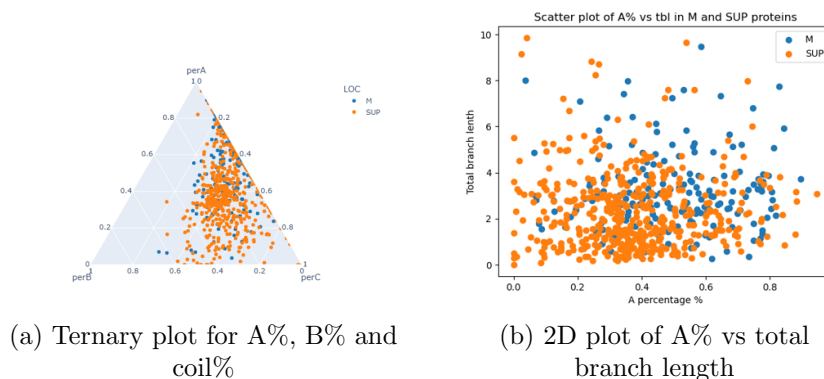 perA
1 0
0.8
0.2
0.6
0.4
0.4
0.6
0.2
0.8
0
1
perB
1
0.8
0.6
0.4
0.2
0
perC
LOC
M
SUP
Scatter plot of A% vs tbl in M and SUP proteins
M
SUP
10
8
6
4
2
0
Total branch lenth
0.0 0.2 0.4 0.6 0.8
A percentage %
(a) Ternary plot for A%, B% and
coil%
(b) 2D plot of A% vs total
branch length